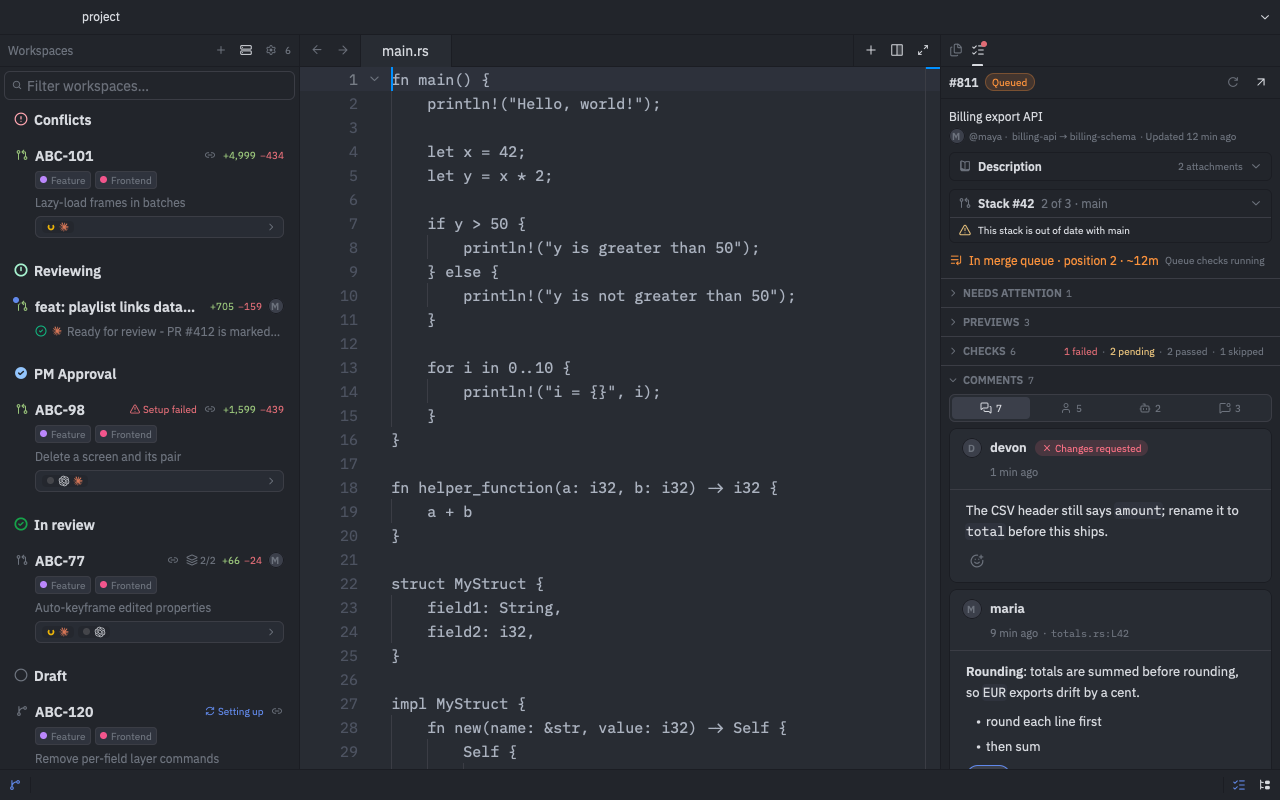 project
Workspaces
6
Filter workspaces...
Conflicts
ABC-101
+4,999 −434
Feature
Frontend
Lazy-load frames in batches
Reviewing
feat: playlist links data...
+705 −159
M
Ready for review - PR #412 is marked...
PM Approval
ABC-98
Setup failed
+1,599 −439
Feature
Frontend
Delete a screen and its pair
In review
ABC-77
2/2
+66 −24
M
Feature
Frontend
Auto-keyframe edited properties
Draft
ABC-120
Setting up
Feature
Frontend
Remove per-field layer commands
main.rs
1 fn main() {
2 println!("Hello, world!");
3
4 let x = 42;
5 let y = x * 2;
6
7 if y > 50 {
8 println!("y is greater than 50");
9 } else {
10 println!("y is not greater than 50");
11 }
12
13 for i in 0..10 {
14 println!("i = {}", i);
15 }
16 }
17
18 fn helper_function(a: i32, b: i32) -> i32 {
19 a + b
20 }
21
22 struct MyStruct {
23 field1: String,
24 field2: i32,
25 }
26
27 impl MyStruct {
28 fn new(name: &str, value: i32) -> Self {
29 Self {
#811
Queued
Billing export API
M @maya · billing-api → billing-schema · Updated 12 min ago
Description
2 attachments
Stack #42 2 of 3 · main
This stack is out of date with main
In merge queue · position 2 · ~12m Queue checks running
NEEDS ATTENTION 1
PREVIEWS 3
CHECKS 6
1 failed · 2 pending · 2 passed · 1 skipped
COMMENTS 7
7
5
2
3
D devon
Changes requested
1 min ago
The CSV header still says amount; rename it to
total before this ships.
M maria
9 min ago · totals.rs:L42
Rounding: totals are summed before rounding,
so EUR exports drift by a cent.
• round each line first
• then sum